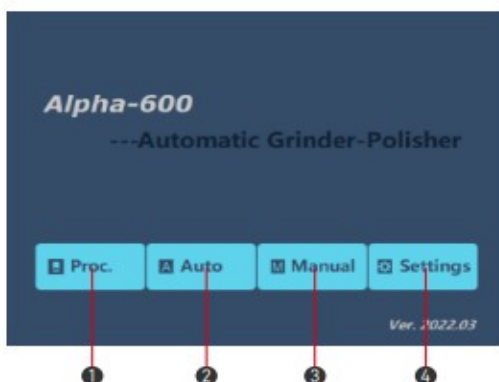 Alpha-600
---Automatic Grinder-Polisher
Proc. A Auto M Manual Settings
Ver. 2022.03
1 2 3 4